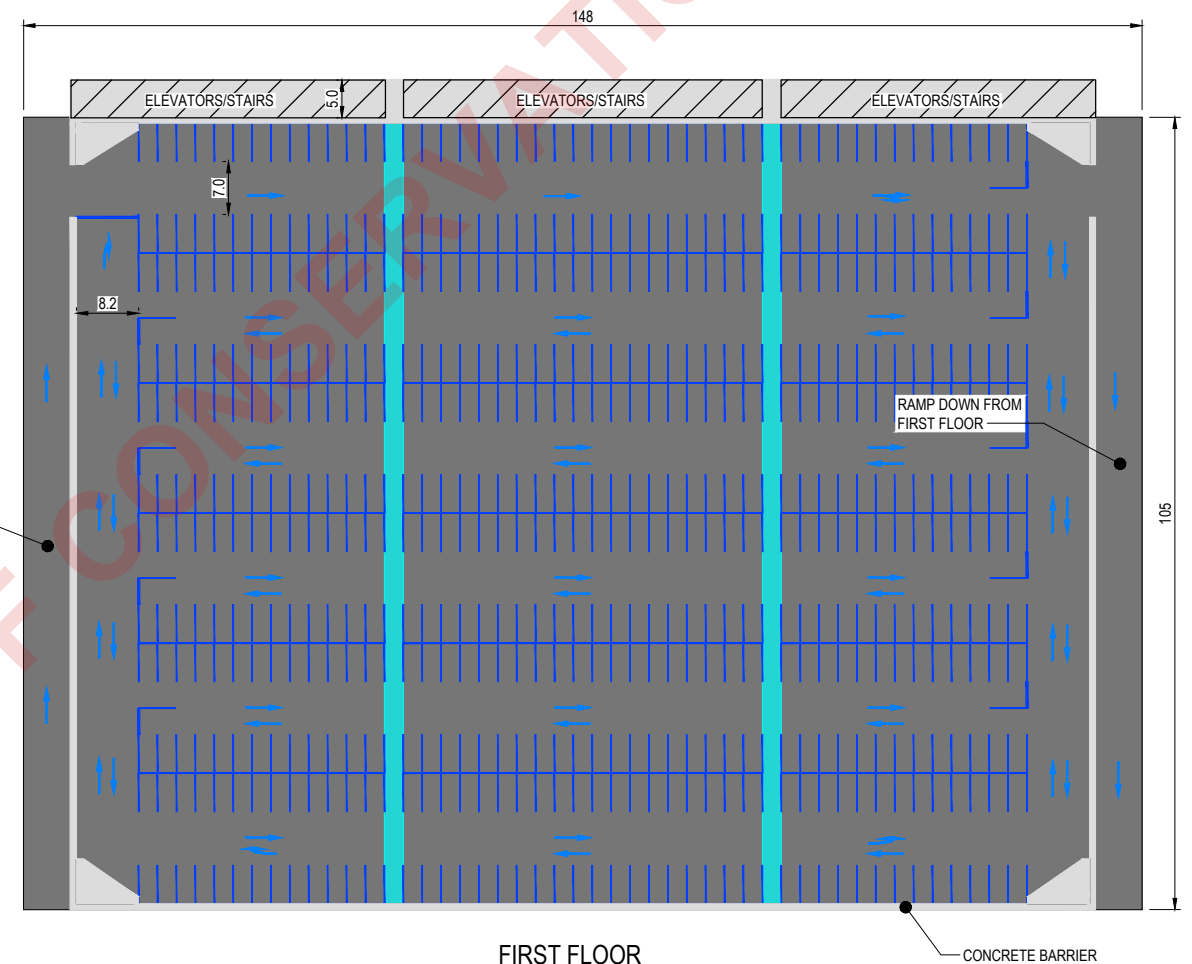 148
ELEVATORS/STAIRS
5.0
ELEVATORS/STAIRS
ELEVATORS/STAIRS
7.0
8.2
RAMP DOWN FROM
FIRST FLOOR
105
F CONSERVATIO
FIRST FLOOR
CONCRETE BARRIER